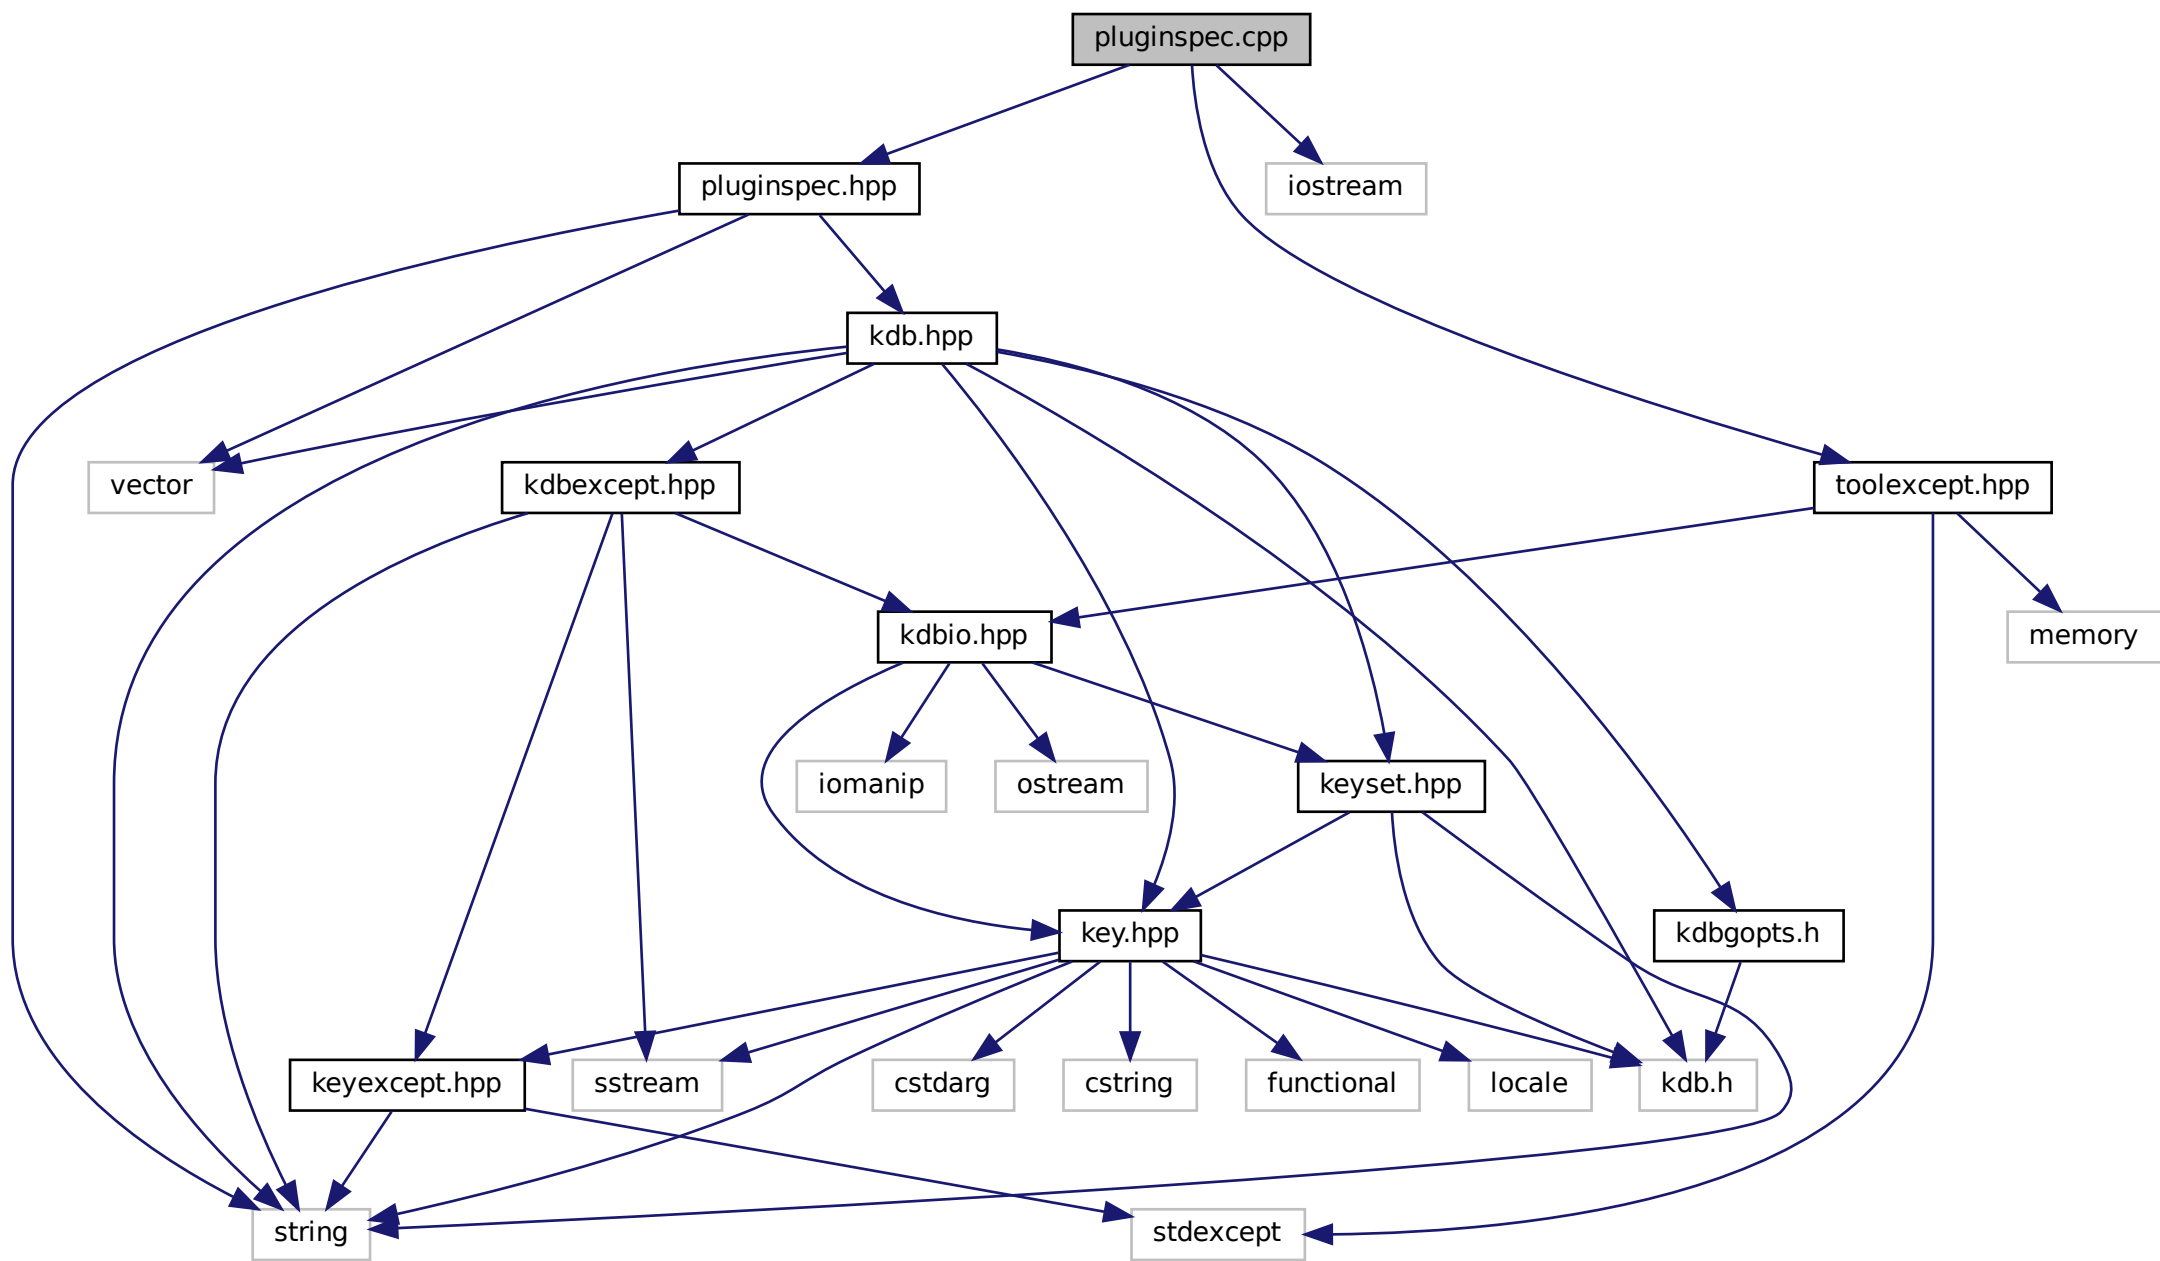 pluginspec.cpp
pluginspec.hpp
iostream
kdb.hpp
vector
kdbexcept.hpp
toolexcept.hpp
kdbio.hpp
memory
iomanip
ostream
keyset.hpp
key.hpp
kdbgopts.h
keyexcept.hpp
sstream
cstdarg
cstring
functional
locale
kdb.h
string
stdexcept